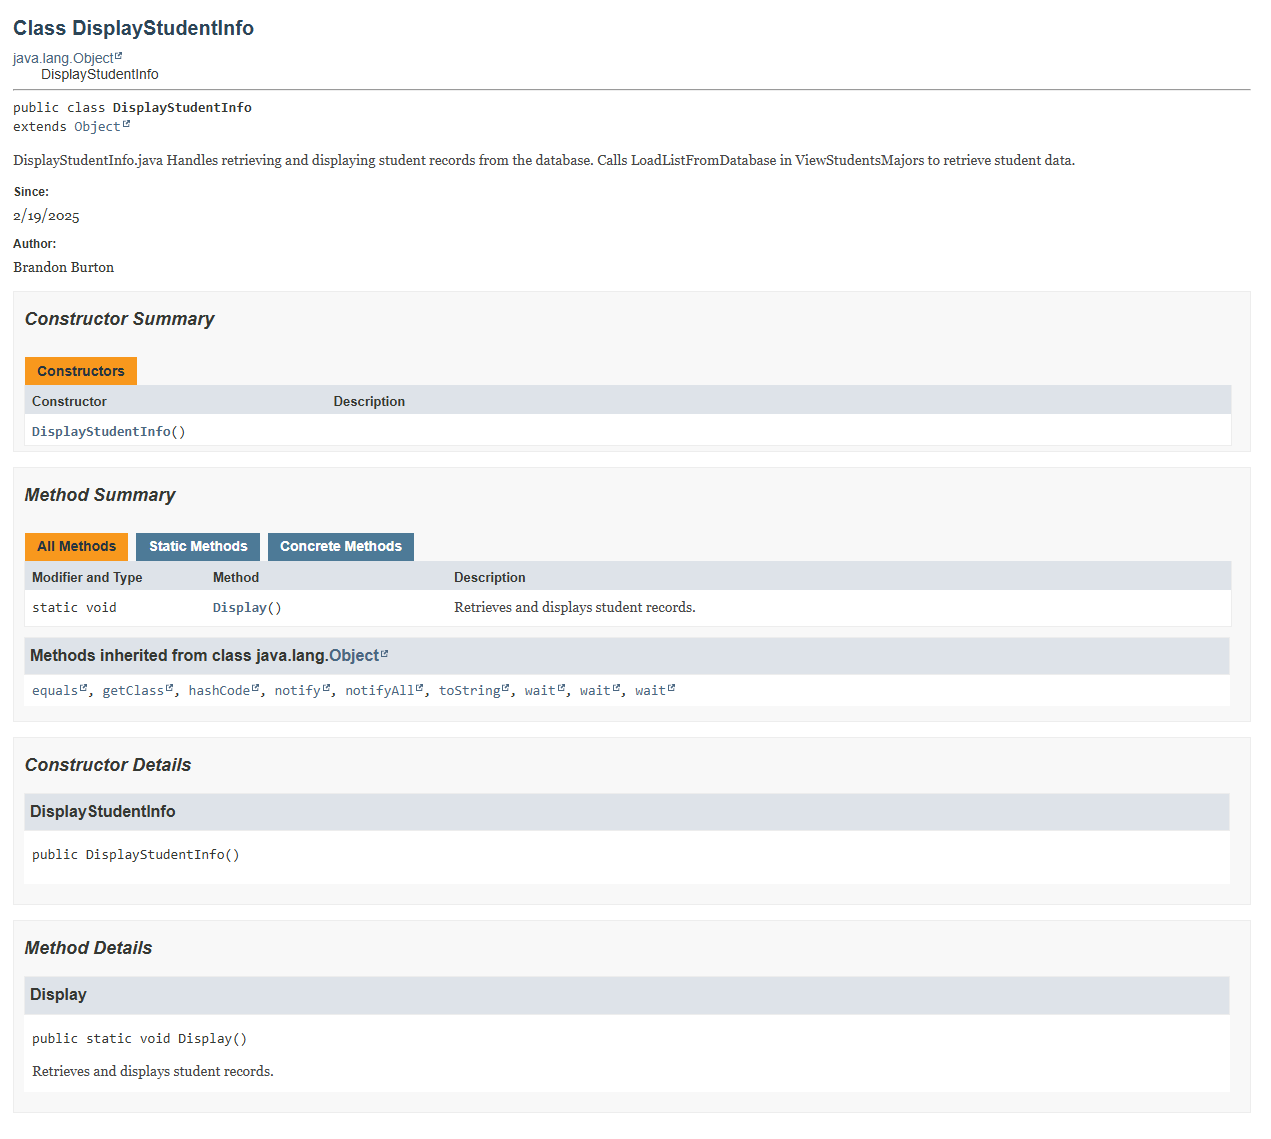 Class DisplayStudentInfo
java.lang.Object
DisplayStudentInfo
public class DisplayStudentInfo
extends Object
DisplayStudentInfo.java Handles retrieving and displaying student records from the database. Calls LoadListFromDatabase in ViewStudentsMajors to retrieve student data.
Since:
2/19/2025
Author:
Brandon Burton
Constructor Summary
Constructors
Constructor Description
DisplayStudentInfo()
Method Summary
All Methods Static Methods Concrete Methods
Modifier and Type Method Description
static void Display() Retrieves and displays student records.
Methods inherited from class java.lang.Object
equals, getClass, hashCode, notify, notifyAll, toString, wait, wait, wait
Constructor Details
DisplayStudentInfo
public DisplayStudentInfo()
Method Details
Display
public static void Display()
Retrieves and displays student records.